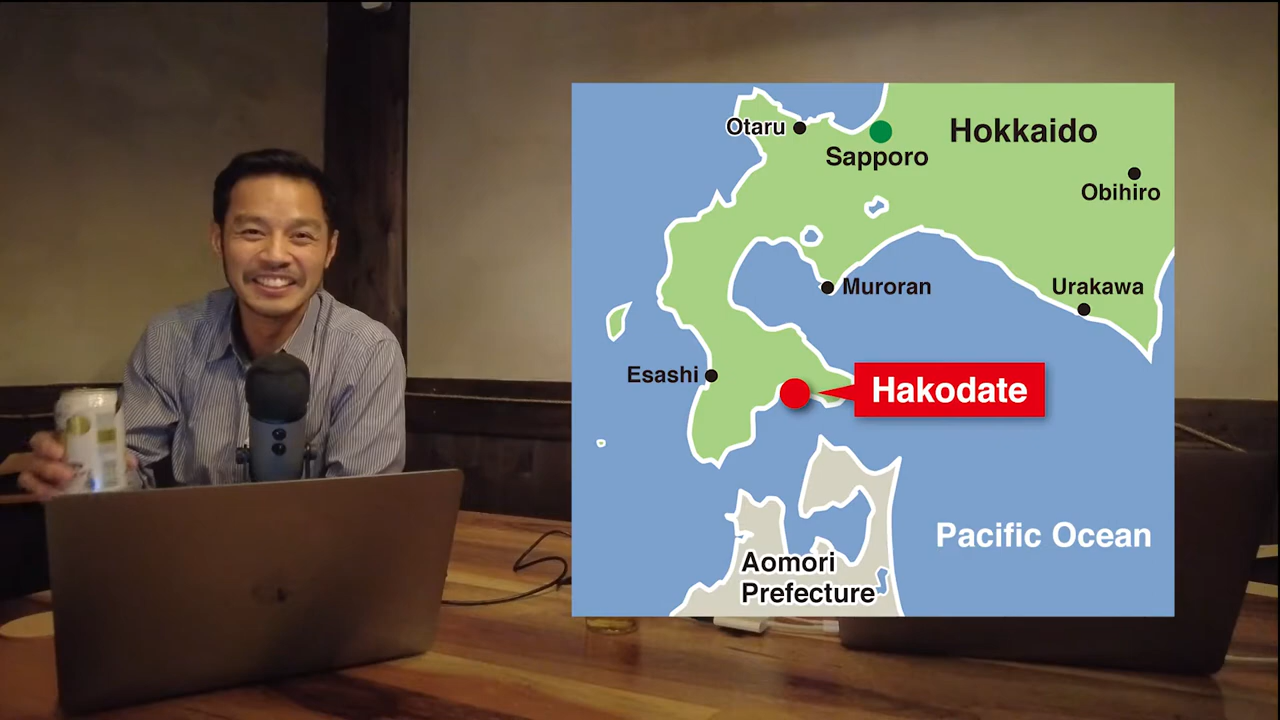 Otaru
Sapporo
Hokkaido
Obihiro
Muroran
Urakawa
Esashi
Hakodate
Pacific Ocean
Aomori
Prefecture